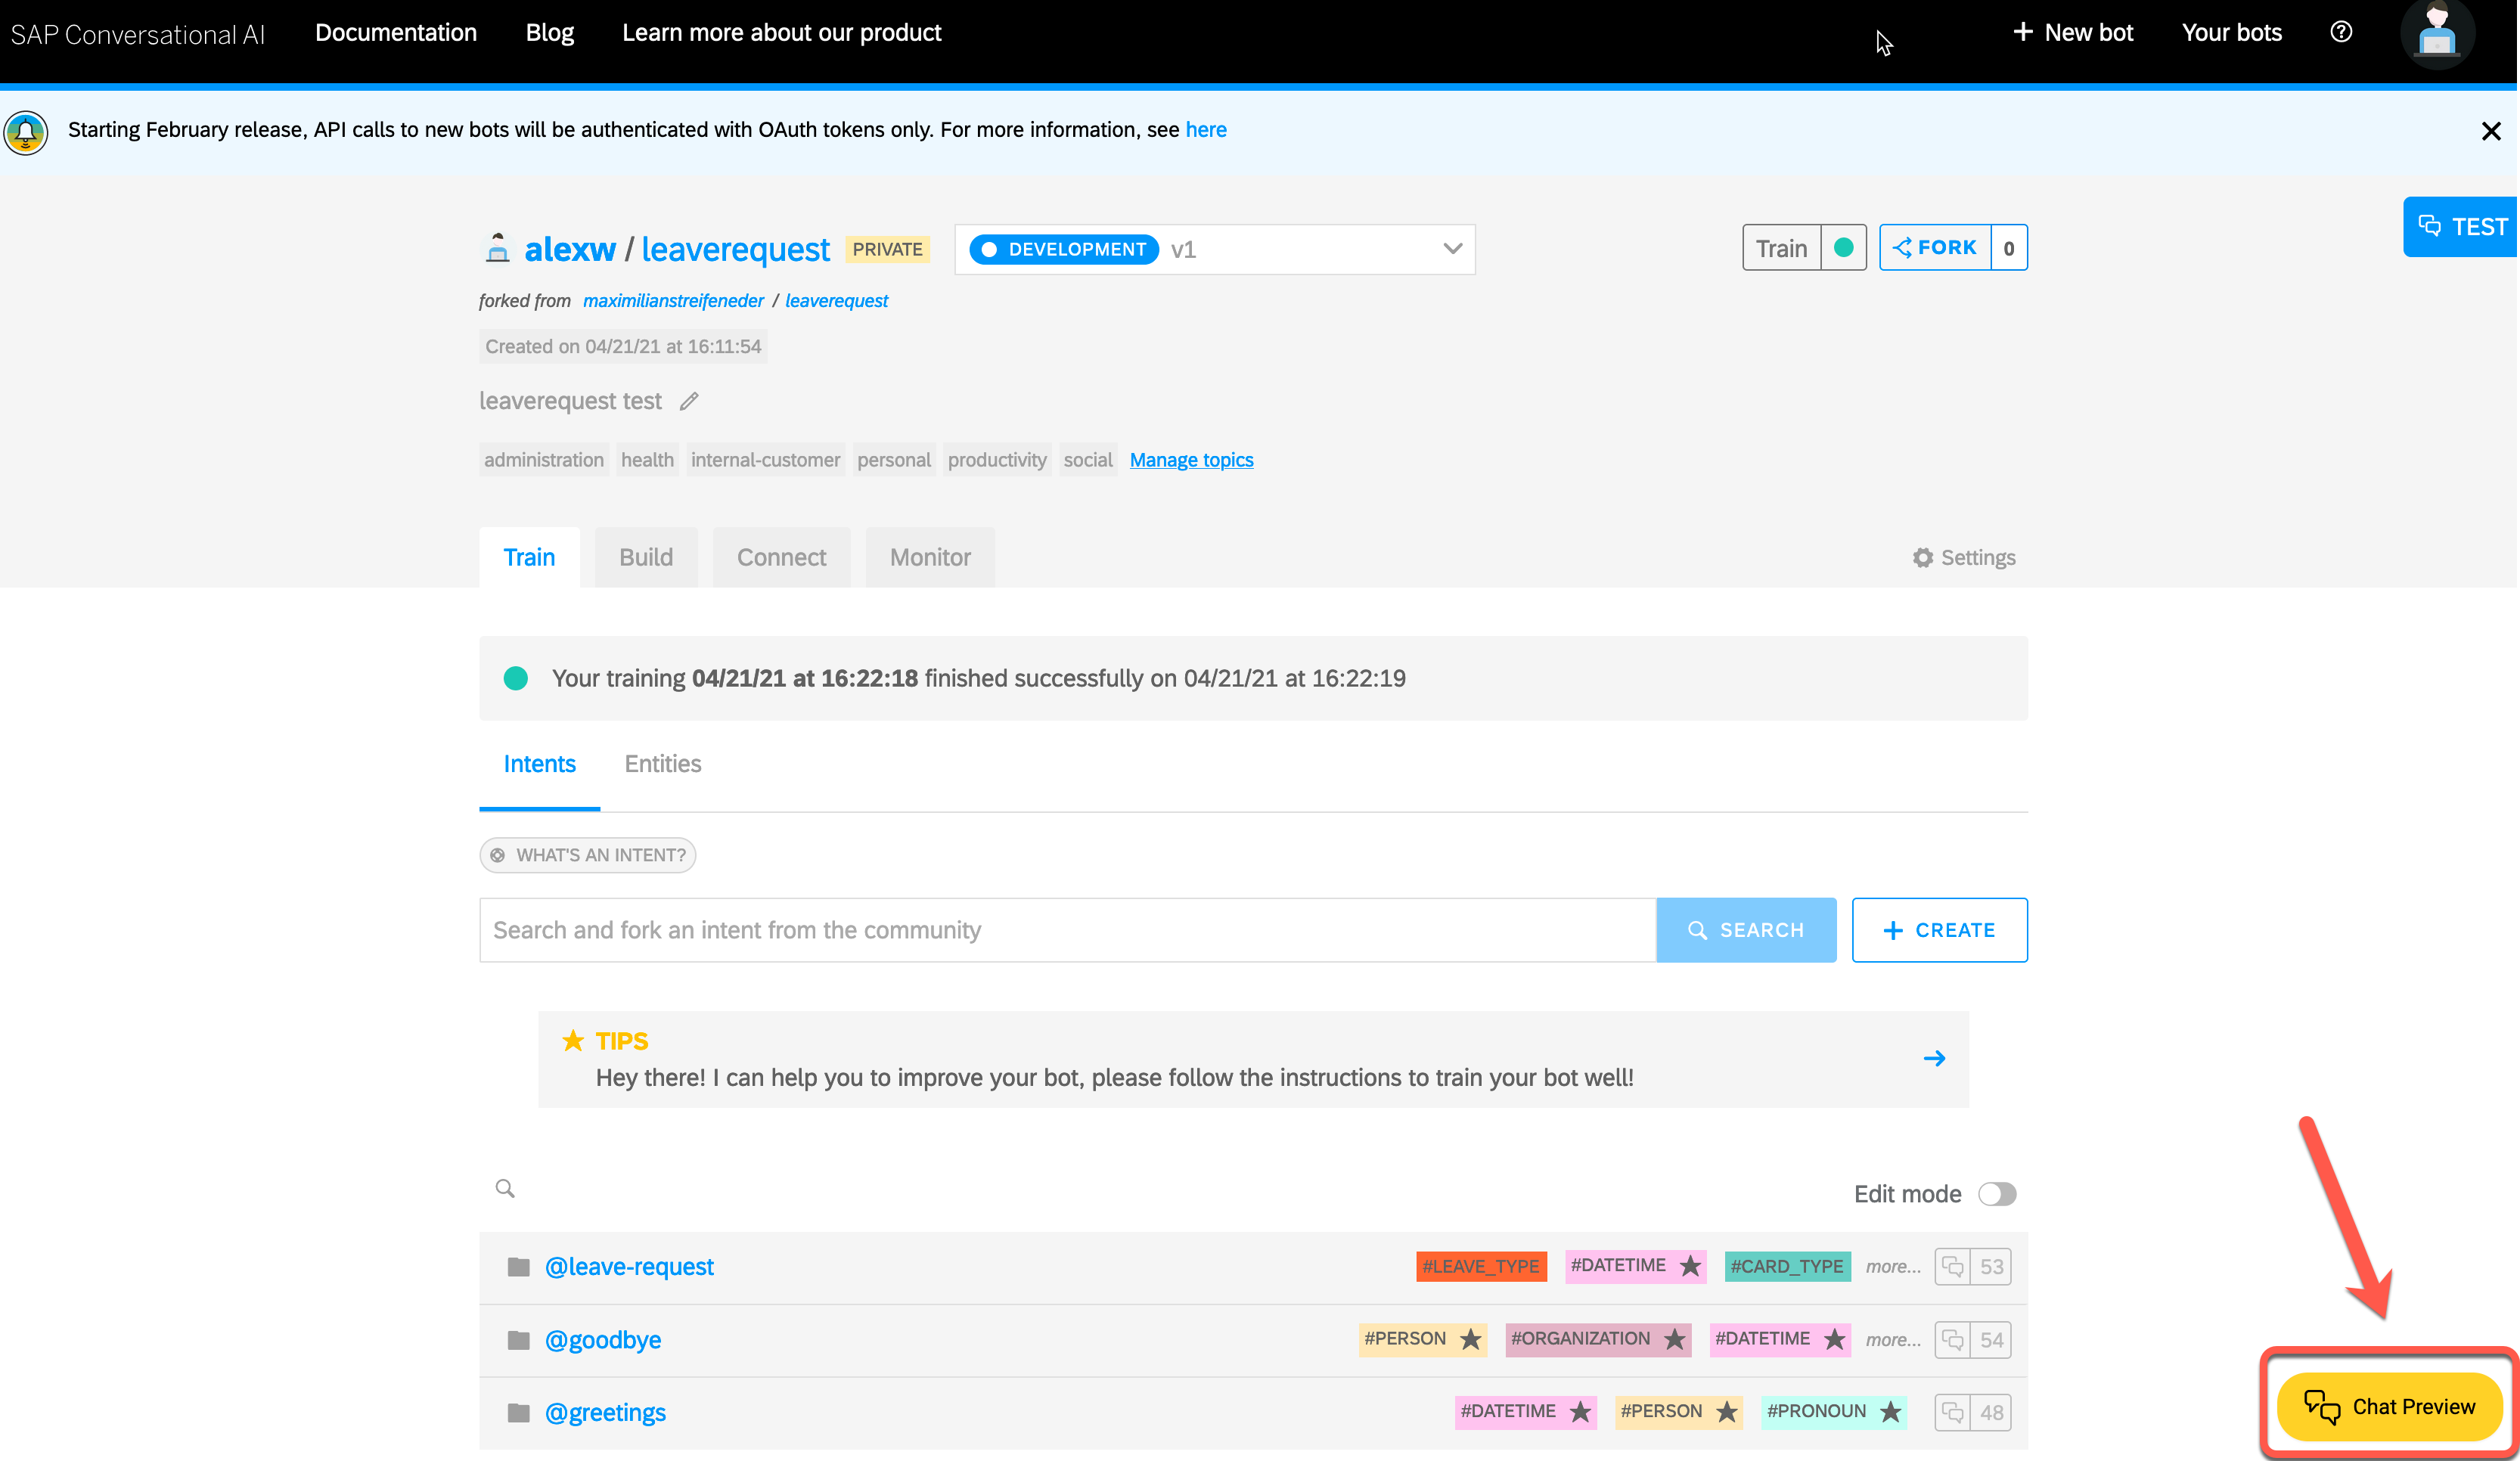 SAP Conversational AI Documentation Blog Learn more about our product + New bot Your bots ?
Starting February release, API calls to new bots will be authenticated with OAuth tokens only. For more information, see here
alexw / leaverequest PRIVATE DEVELOPMENT v1 Train FORK 0 TEST
forked from maximilianstreifeneder / leaverequest
Created on 04/21/21 at 16:11:54
leaverequest test
administration health internal-customer personal productivity social Manage topics
Train Build Connect Monitor Settings
Your training 04/21/21 at 16:22:18 finished successfully on 04/21/21 at 16:22:19
Intents Entities
WHAT'S AN INTENT?
Search and fork an intent from the community SEARCH + CREATE
TIPS
Hey there! I can help you to improve your bot, please follow the instructions to train your bot well!
Edit mode
@leave-request #LEAVE_TYPE #DATETIME #CARD_TYPE more... 53
@goodbye #PERSON #ORGANIZATION #DATETIME more... 54
@greetings #DATETIME #PERSON #PRONOUN 48
Chat Preview